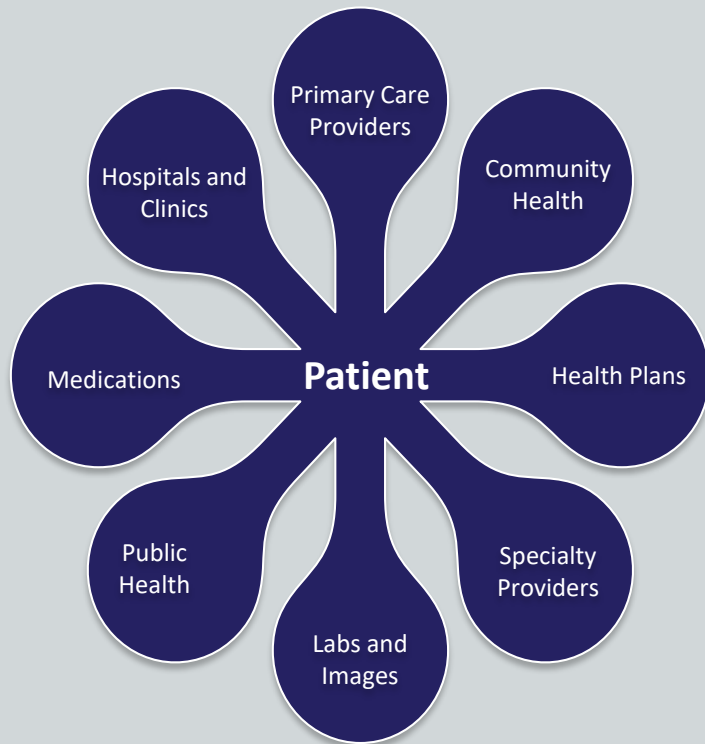 Primary Care
Providers
Community
Health
Hospitals and
Clinics
Patient
Medications
Health Plans
Public
Health
Specialty
Providers
Labs and
Images